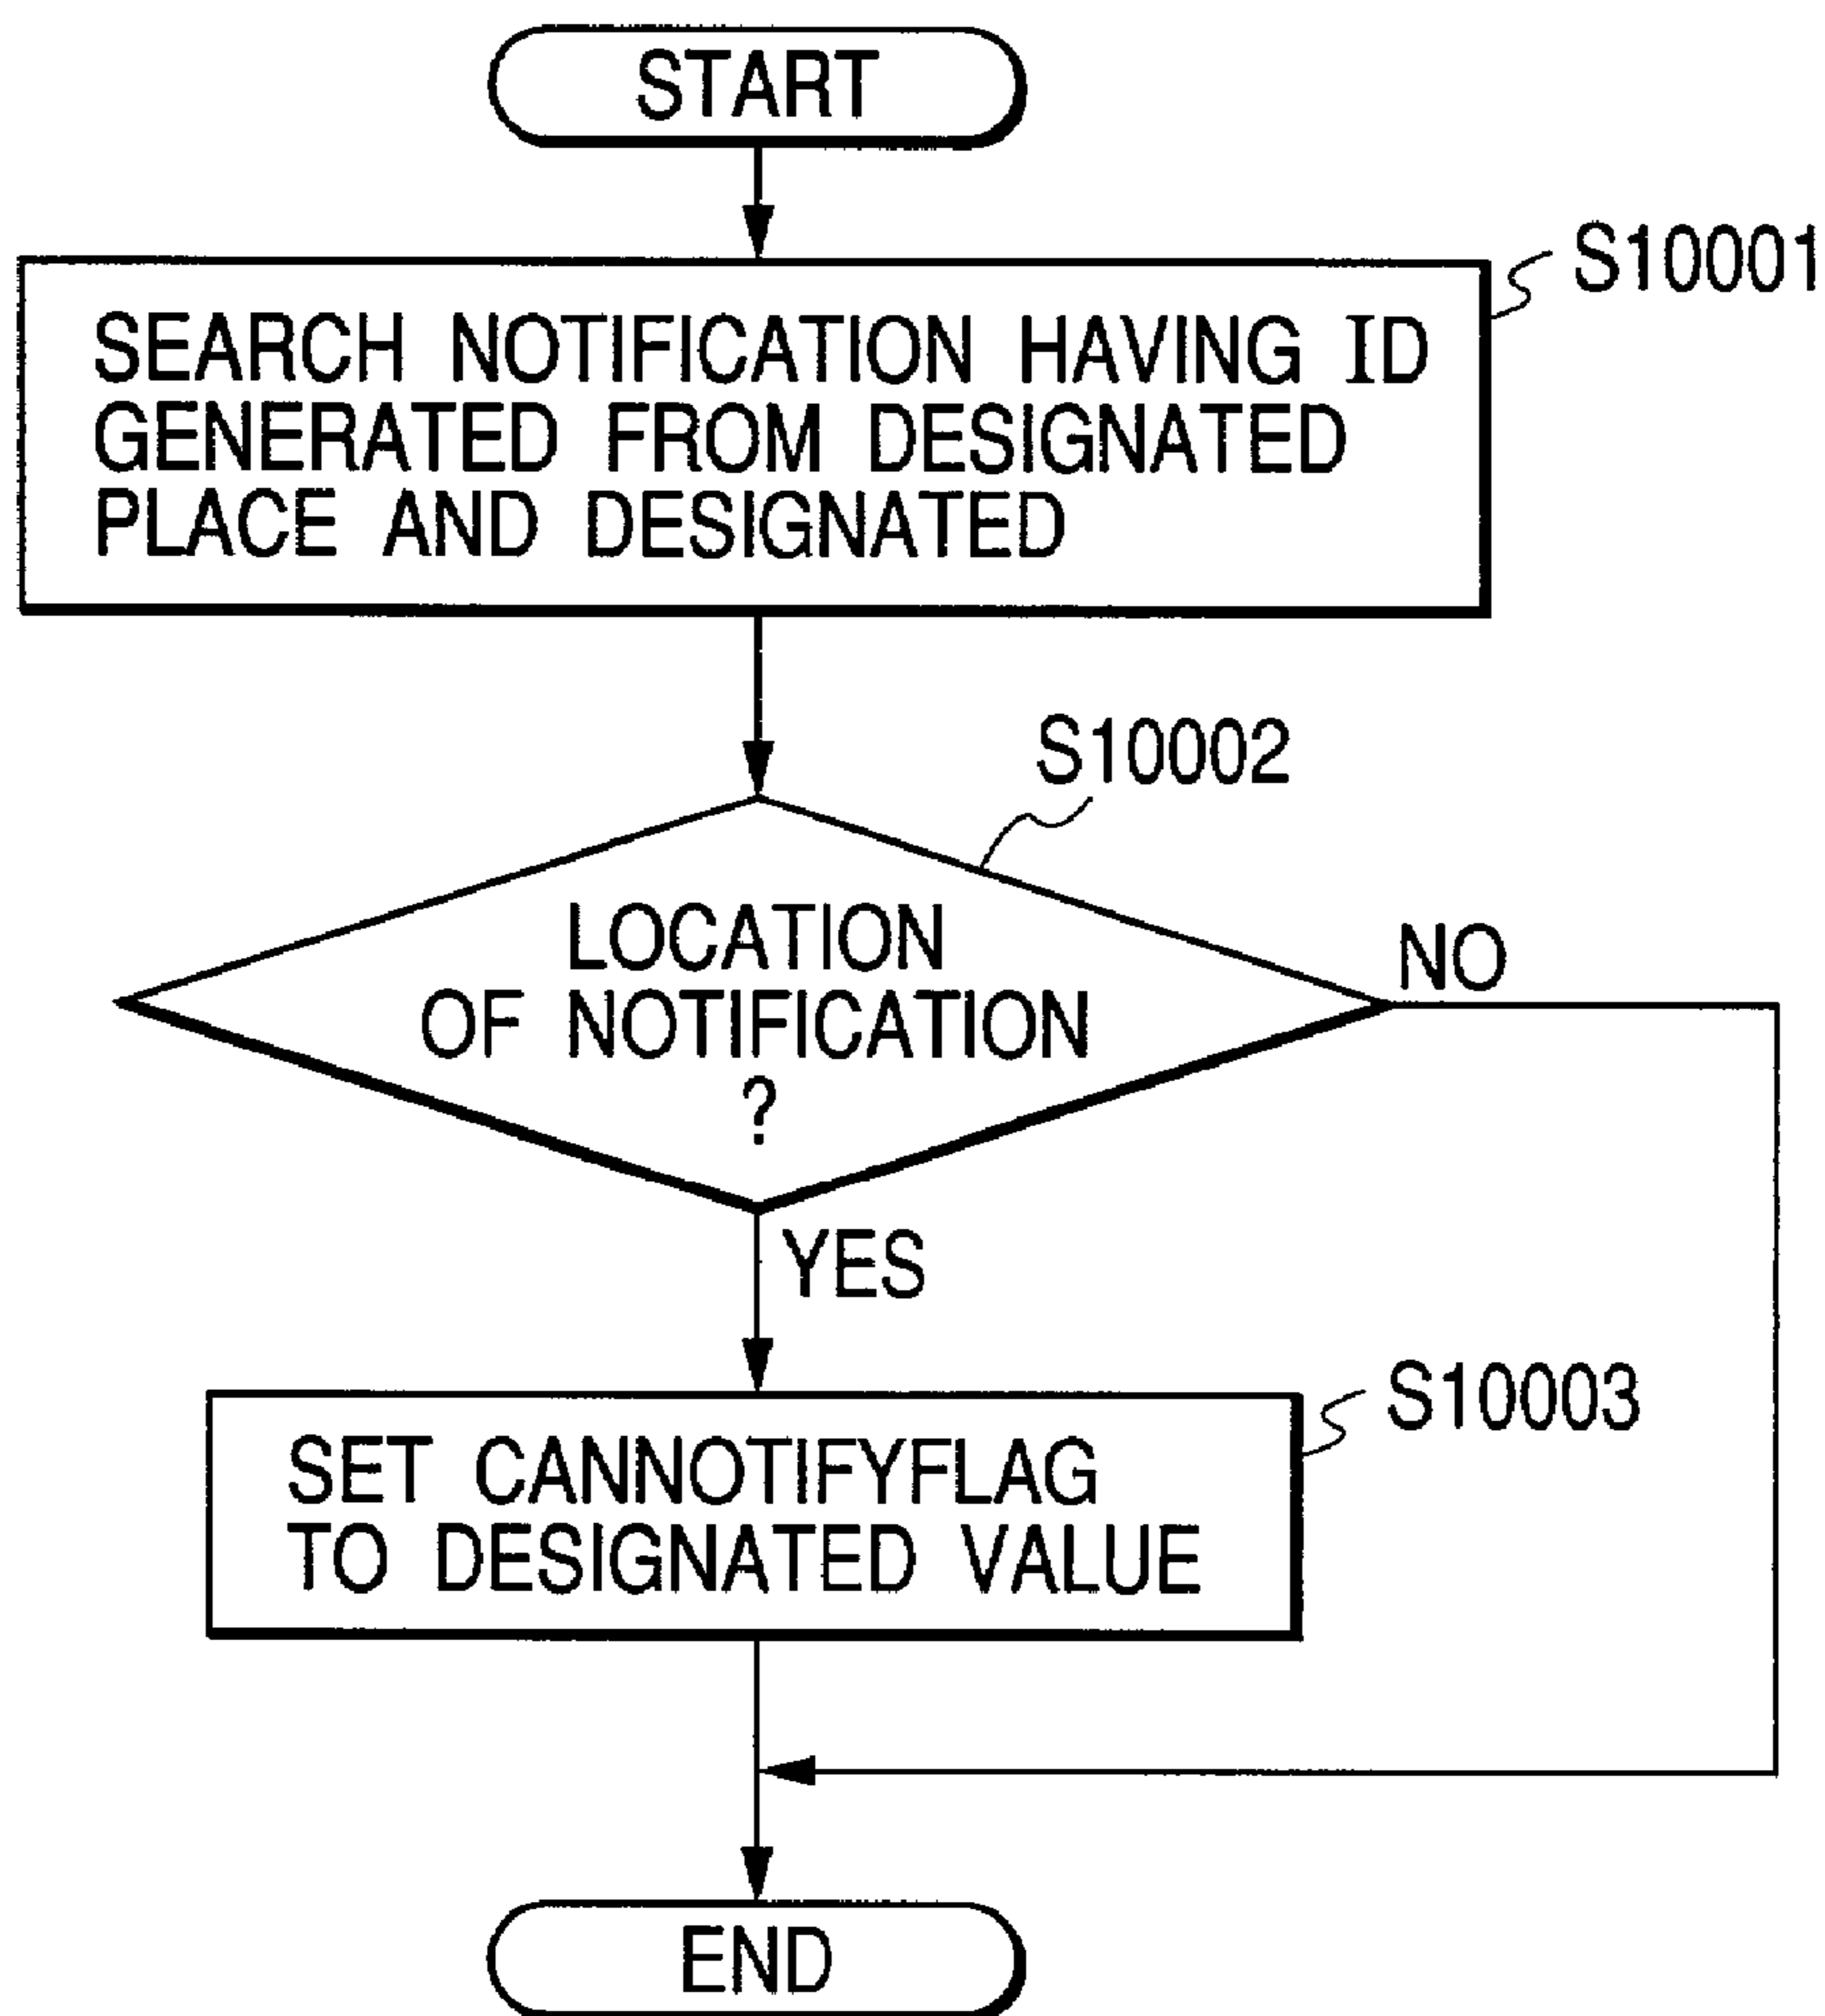 START
S10001
SEARCH NOTIFICATION HAVING ID
GENERATED FROM DESIGNATED
PLACE AND DESIGNATED
S10002
LOCATION
OF NOTIFICATION
?
NO
YES
S10003
SET CANNOTIFYFLAG
TO DESIGNATED VALUE
END